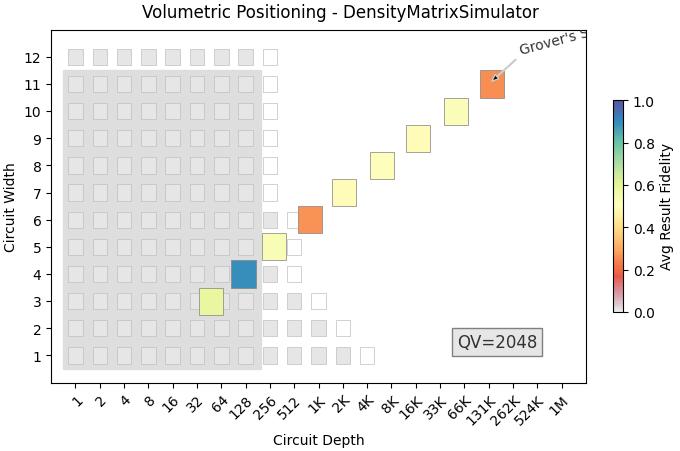 Volumetric Positioning - DensityMatrixSimulator
Grover's S
12
11
10
9
8
7
6
5
4
3
2
1
Circuit Width
QV=2048
1 2 4 8 16 32 64 128 256 512 1K 2K 4K 8K 16K 33K 66K 131K 262K 524K 1M
Circuit Depth
1.0
0.8
0.6
0.4
0.2
0.0
Avg Result Fidelity